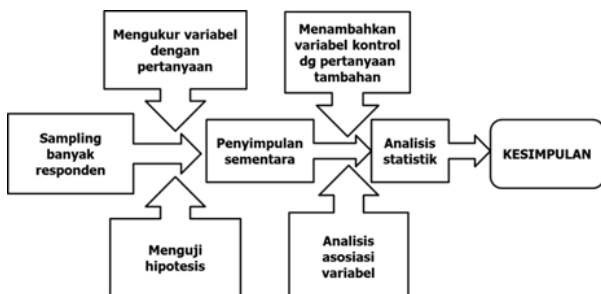 Mengukur variabel
dengan
pertanyaan
Menambahkan
variabel kontrol
dg pertanyaan
tambahan
Sampling
banyak
responden
Penyimpulan
sementara
Analisis
statistik
KESIMPULAN
Menguji
hipotesis
Analisis
asosiasi
variabel